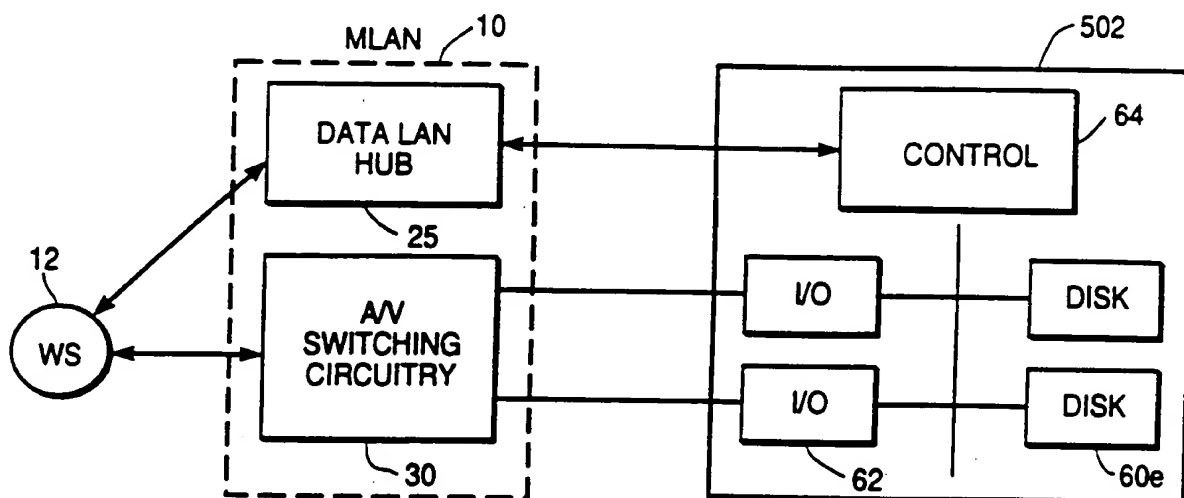 MLAN
10
502
DATA LAN
HUB
25
64
CONTROL
12
WS
A/V
SWITCHING
CIRCUITRY
30
I/O
DISK
I/O
DISK
62
60e